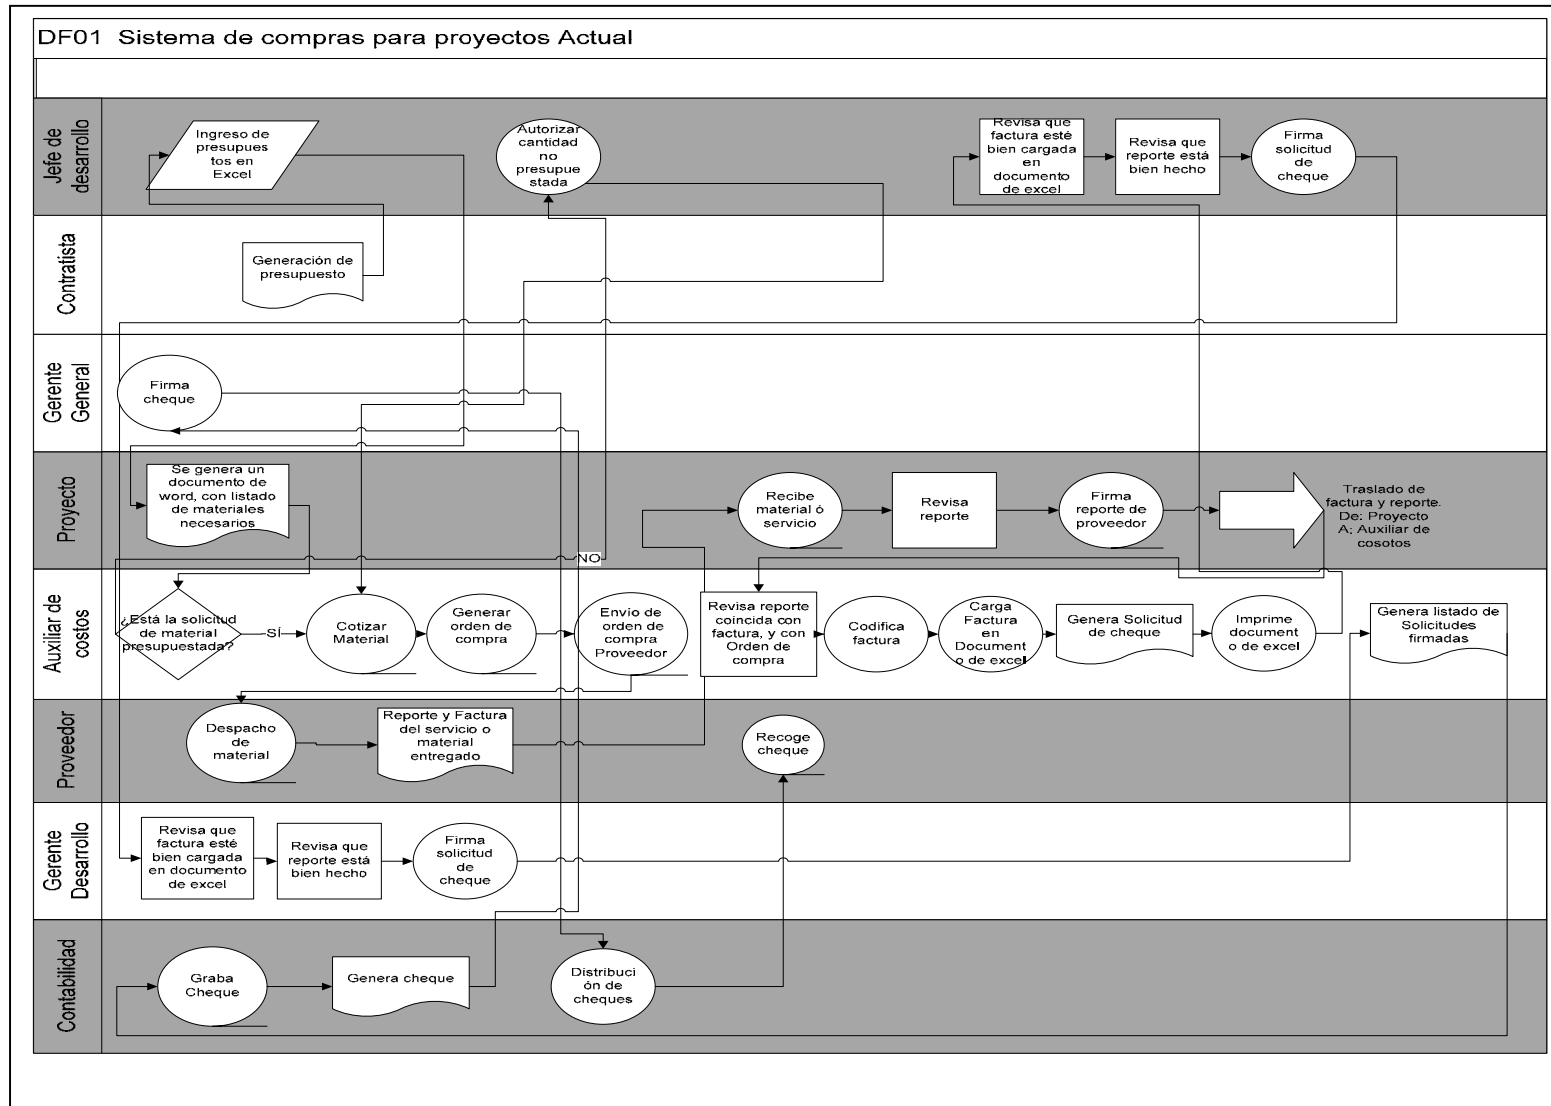 DF01 Sistema de compras para proyectos Actual
Jefe de
desarrollo
Ingreso de
presupues
tos en
Excel
Autorizar
cantidad
no
presupue
stada
Revisa que
factura esté
bien cargada
en
documento
de excel
Revisa que
reporte está
bien hecho
Firma
solicitud
de
cheque
Contratista
Generación de
presupuesto
Gerente
General
Firma
cheque
Proyecto
Se genera un
documento de
word, con listado
de materiales
necesarios
Recibe
material ó
servicio
Revisa
reporte
Firma
reporte de
proveedor
Traslado de
factura y reporte.
De: Proyecto
A; Auxiliar de
cosotos
NO
Auxiliar de
costos
¿Está la solicitud
de material
presupuestada?
SÍ
Cotizar
Material
Generar
orden de
compra
Envío de
orden de
compra
Proveedor
Revisa reporte
coincida con
factura, y con
Orden de
compra
Codifica
factura
Carga
Factura
en
Document
o de excel
Genera Solicitud
de cheque
Imprime
document
o de excel
Genera listado de
Solicitudes
firmadas
Proveedor
Despacho
de
material
Reporte y Factura
del servicio o
material
entregado
Recoge
cheque
Gerente
Desarrollo
Revisa que
factura esté
bien cargada
en documento
de excel
Revisa que
reporte está
bien hecho
Firma
solicitud
de
cheque
Contabilidad
Graba
Cheque
Genera cheque
Distribuci
ón de
cheques